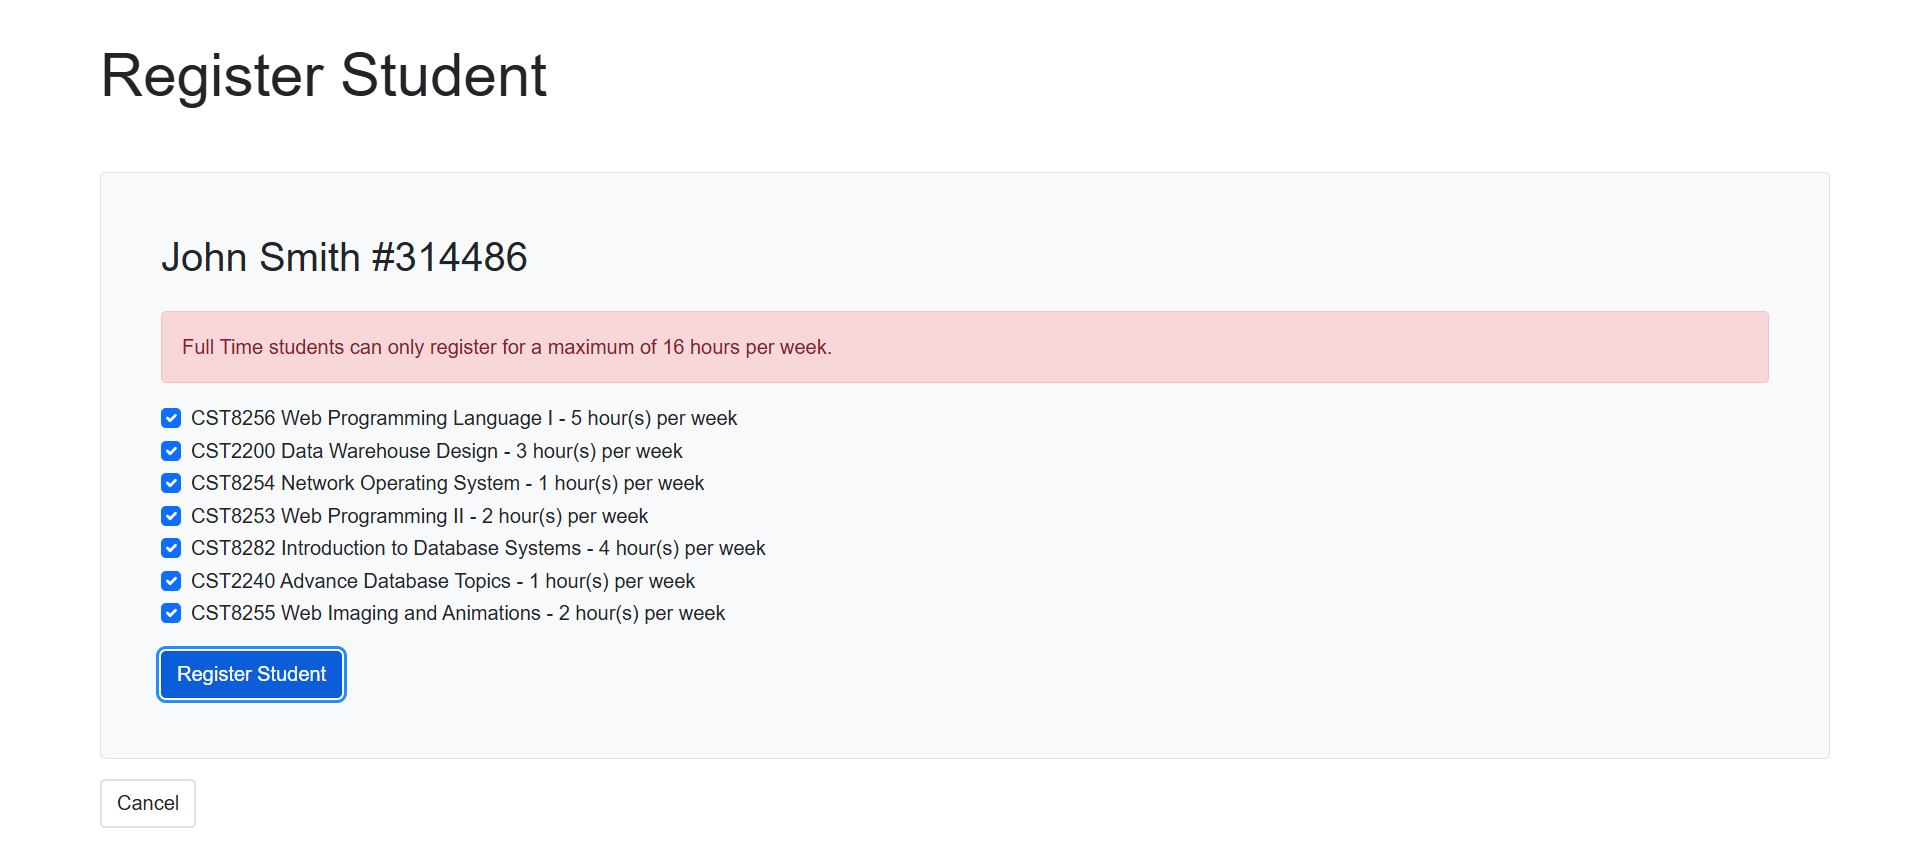 Register Student
John Smith #314486
Full Time students can only register for a maximum of 16 hours per week.
CST8256 Web Programming Language I - 5 hour(s) per week
CST2200 Data Warehouse Design - 3 hour(s) per week
CST8254 Network Operating System - 1 hour(s) per week
CST8253 Web Programming II - 2 hour(s) per week
CST8282 Introduction to Database Systems - 4 hour(s) per week
CST2240 Advance Database Topics - 1 hour(s) per week
CST8255 Web Imaging and Animations - 2 hour(s) per week
Register Student
Cancel